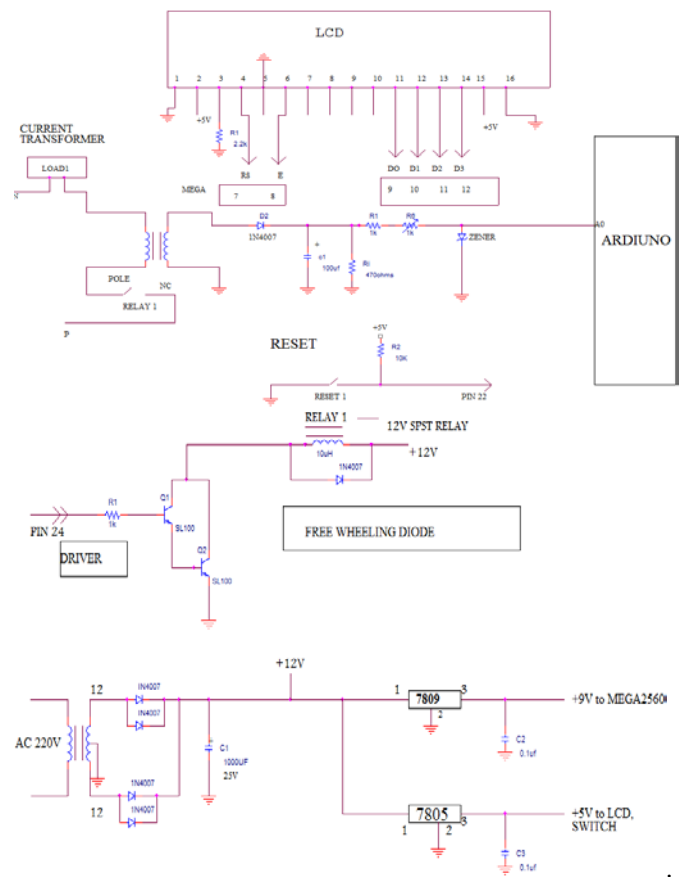 LCD
1 2 3 4 5 6 7 8 9 10 11 12 13 14 15 16
+5V
R1
2.2k
+5V
RS E
D0 D1 D2 D3
MEGA
7 8
9 10 11 12
CURRENT
TRANSFORMER
LOAD1
N
D2
1N4007
R1
1k
1k
c1
100uf
470ohms
ZENER
A0
ARDIUNO
POLE
NC
RELAY 1
P
RESET
+5V
R2
10K
RESET 1
PIN 22
RELAY 1
12V SPST RELAY
10uH
+12V
1N4007
Q1
R1
1k
SL100
PIN 24
DRIVER
Q2
SL100
FREE WHEELING DIODE
+12V
12
1N4007
1N4007
AC 220V
C1
1000UF
25V
1N4007
1N4007
12
1 7809 3
2
+9V to MEGA2560
C2
0.1uf
7805
1 2 3
+5V to LCD,
SWITCH
C3
0.1uf